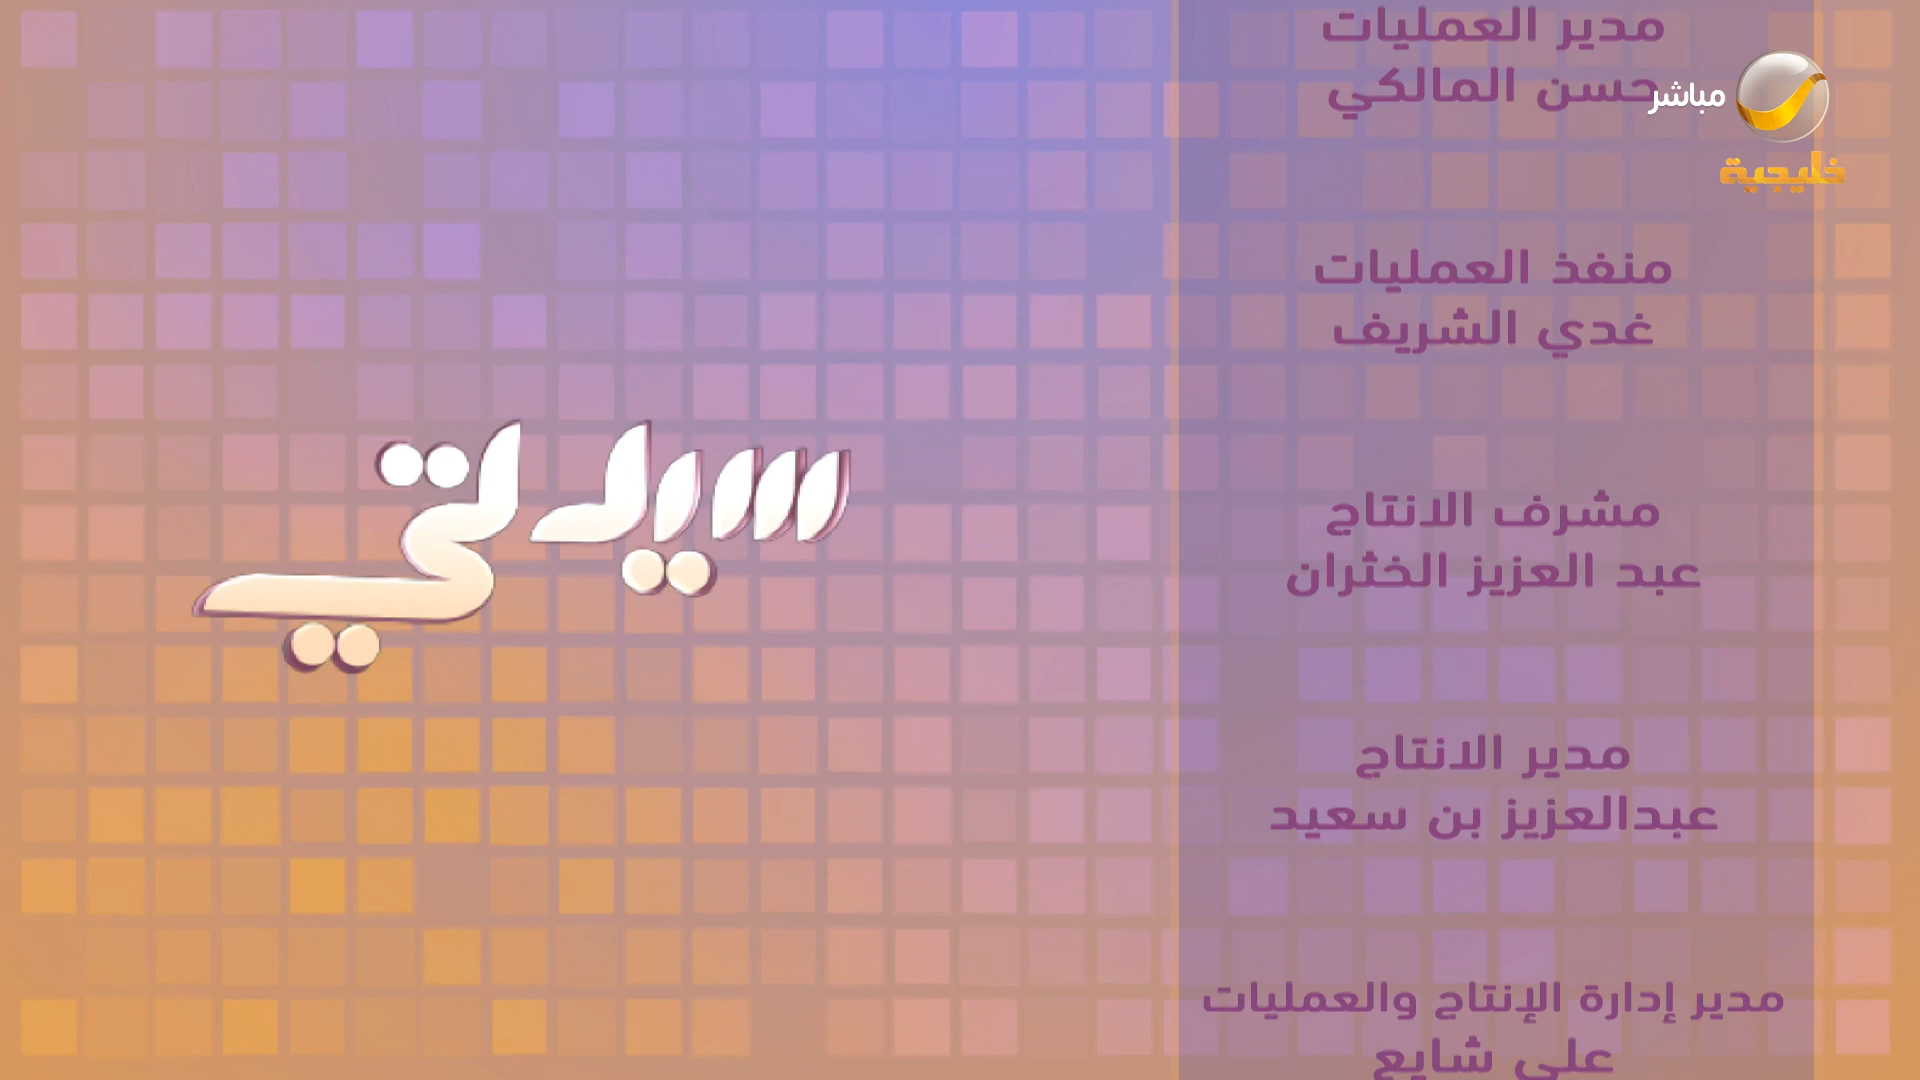 مدير العمليات
حسن المالكي
مباشر
خليجية
منفذ العمليات
غدي الشريف
سيدتي
مشرف الانتاج
عبد العزيز الخثران
مدير الانتاج
عبدالعزيز بن سعيد
مدير إدارة الإنتاج والعمليات
علي شايع